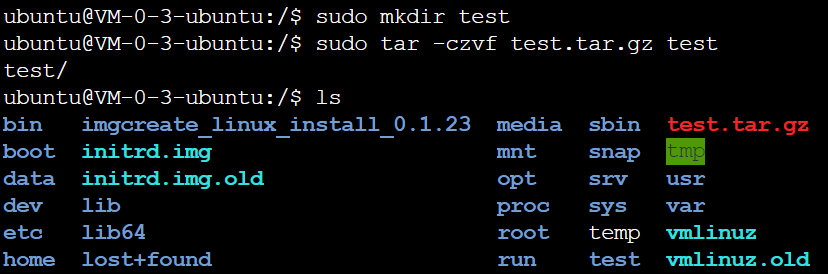 ubuntu@VM-0-3-ubuntu:/$ sudo mkdir test
ubuntu@VM-0-3-ubuntu:/$ sudo tar -czvf test.tar.gz test
test/
ubuntu@VM-0-3-ubuntu:/$ ls
bin   imgcreate_linux_install_0.1.23  media  sbin  test.tar.gz
boot  initrd.img                      mnt    snap  tmp
data  initrd.img.old                  opt    srv   usr
dev   lib                             proc   sys   var
etc   lib64                           root   temp  vmlinuz
home  lost+found                      run    test  vmlinuz.old